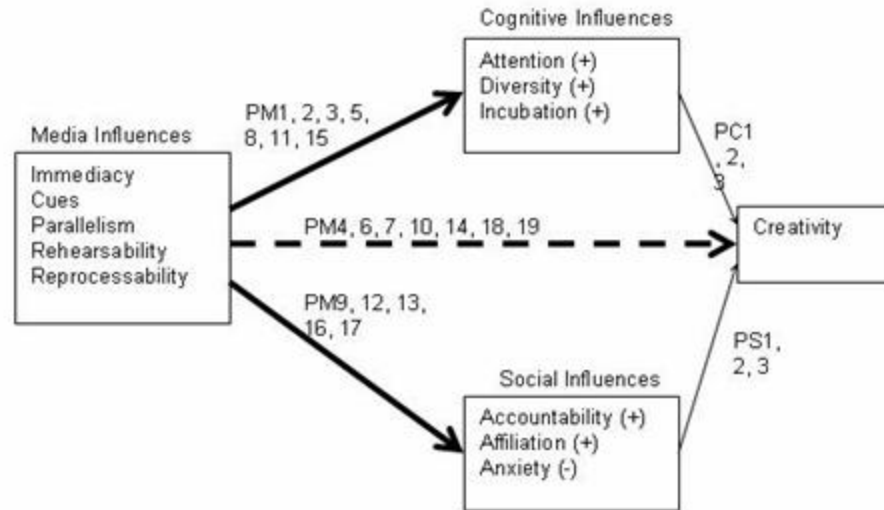 Cognitive Influences
Attention (+)
Diversity (+)
Incubation (+)
PM1, 2, 3, 5,
8, 11, 15
Media Influences
Immediacy
Cues
Parallelism
Rehearsability
Reprocessability
PC1
, 2,
3
PM4, 6, 7, 10, 14, 18, 19
Creativity
PM9, 12, 13,
16, 17
PS1,
2, 3
Social Influences
Accountability (+)
Affiliation (+)
Anxiety (-)